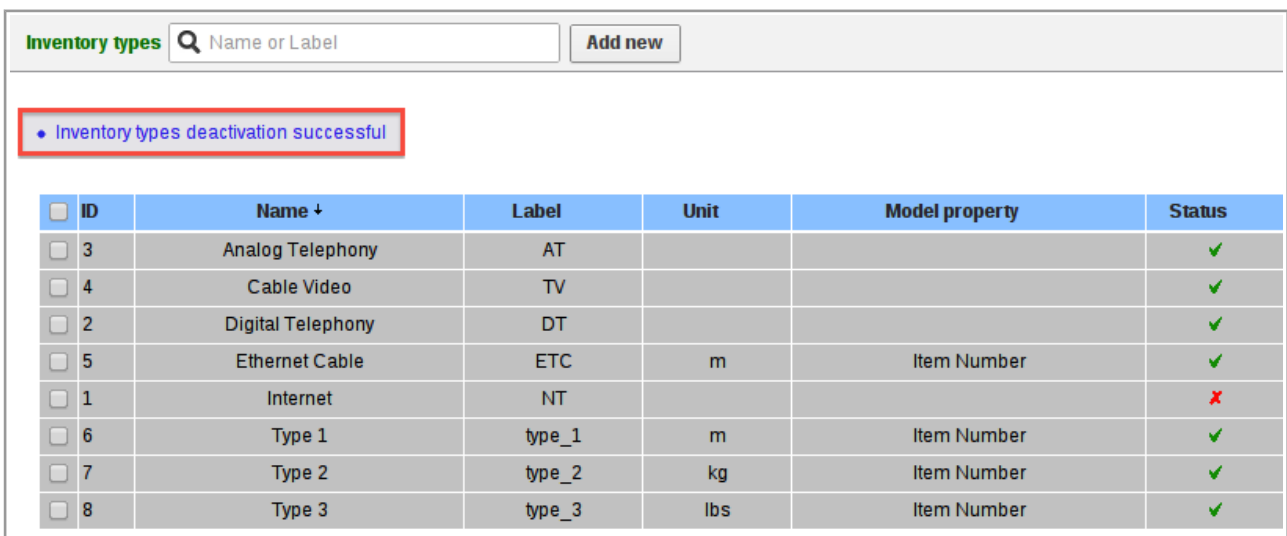 Inventory types Name or Label Add new
• Inventory types deactivation successful
ID Name ↓ Label Unit Model property Status
3 Analog Telephony AT ✓
4 Cable Video TV ✓
2 Digital Telephony DT ✓
5 Ethernet Cable ETC m Item Number ✓
1 Internet NT ✗
6 Type 1 type_1 m Item Number ✓
7 Type 2 type_2 kg Item Number ✓
8 Type 3 type_3 lbs Item Number ✓